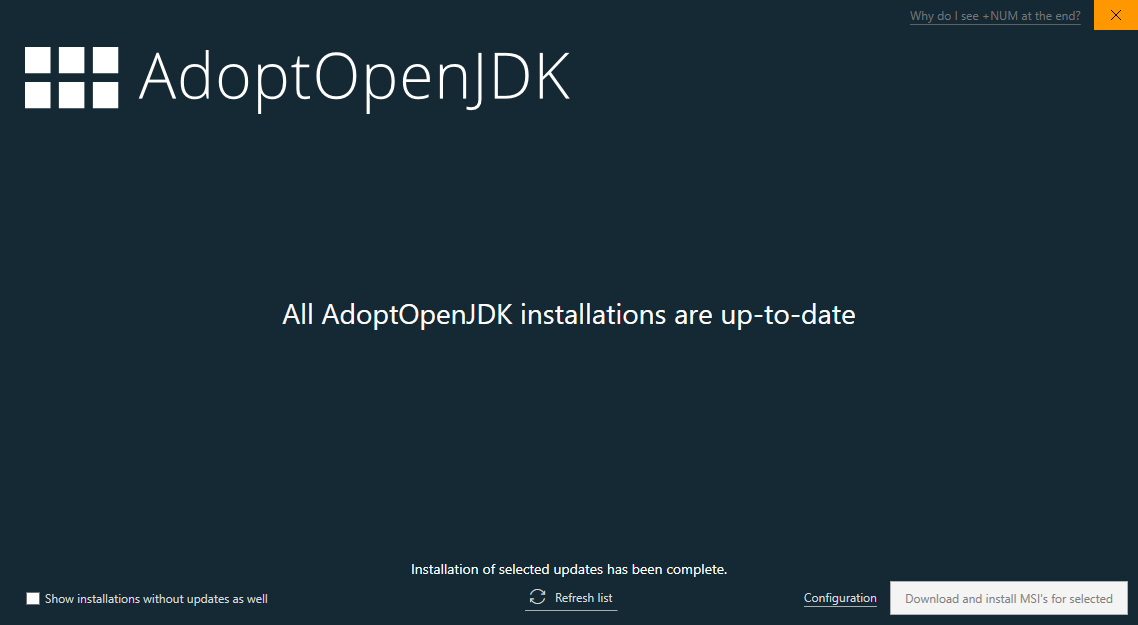 Why do I see +NUM at the end?
AdoptOpenJDK
All AdoptOpenJDK installations are up-to-date
Installation of selected updates has been complete.
Show installations without updates as well
Refresh list
Configuration
Download and install MSI's for selected